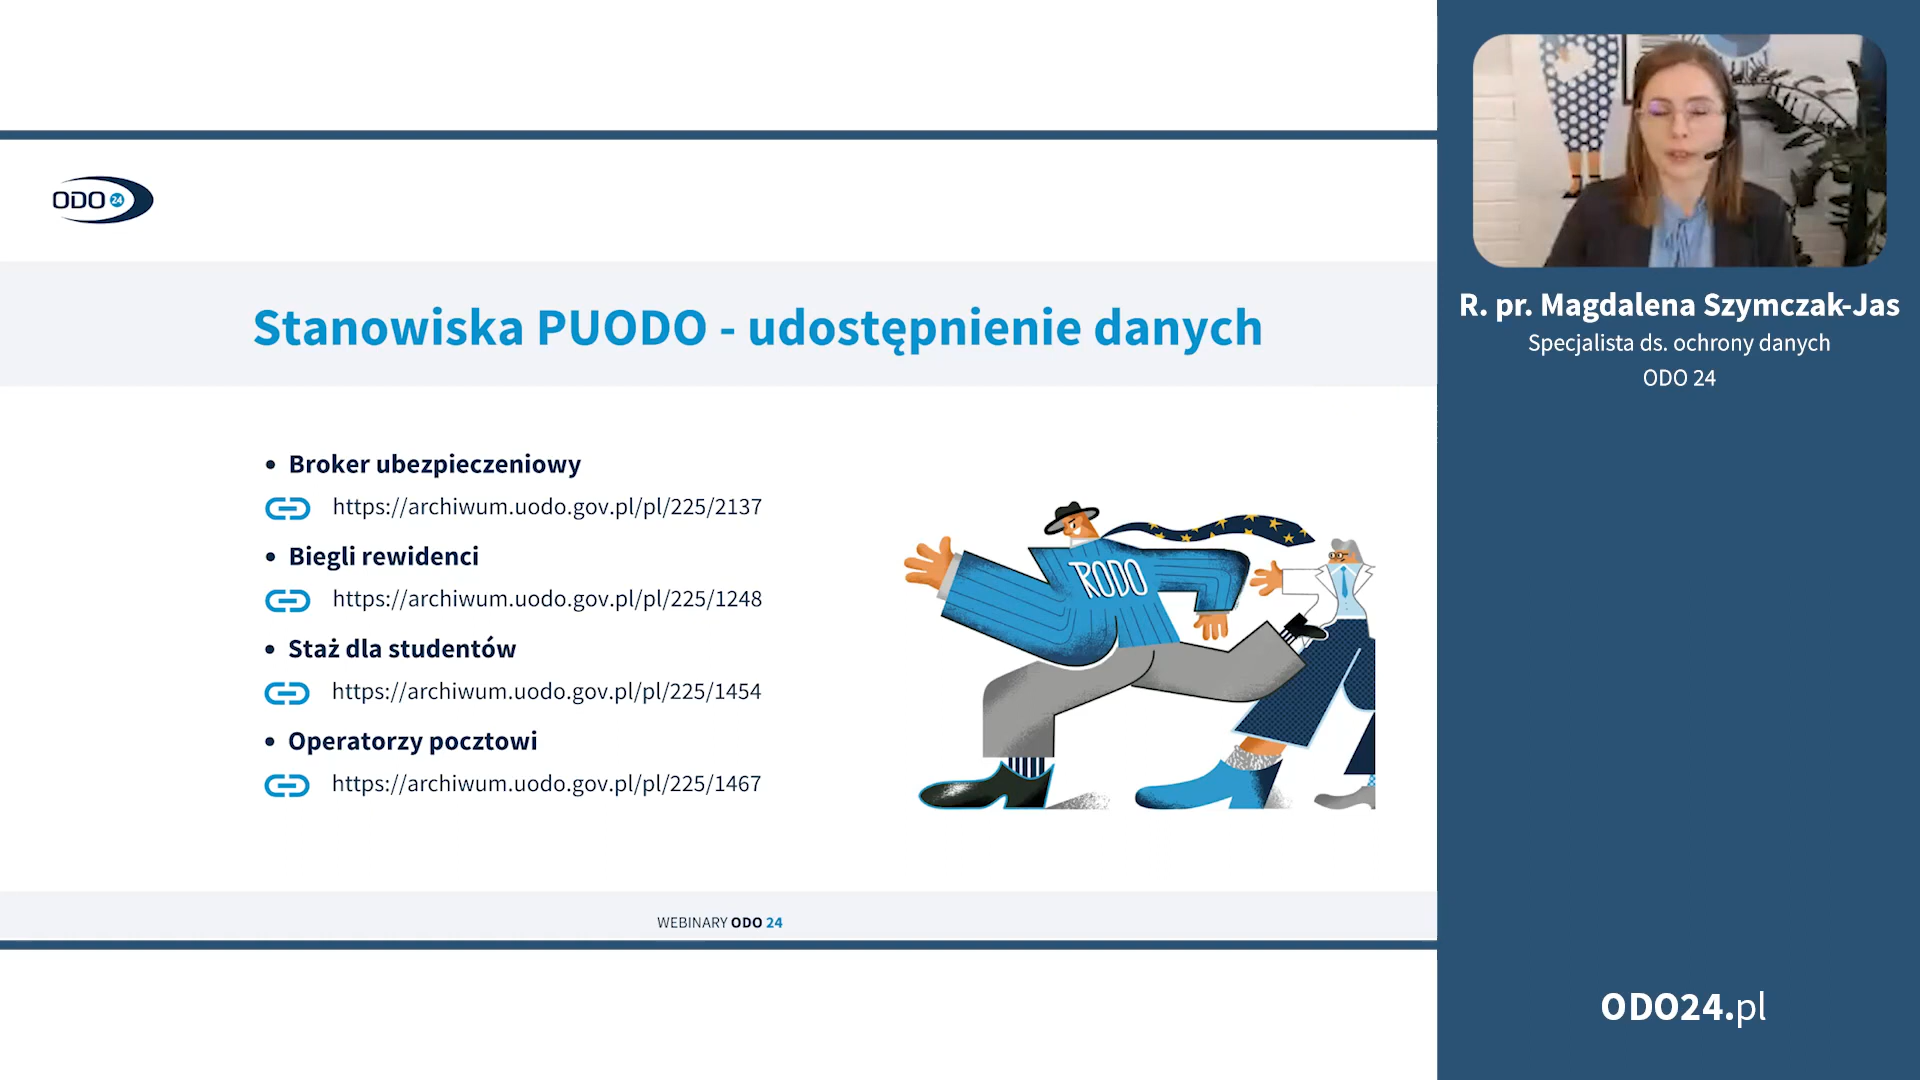 ODO 24
Stanowiska PUODO - udostępnienie danych
• Broker ubezpieczeniowy
https://archiwum.uodo.gov.pl/pl/225/2137
• Biegli rewidenci
https://archiwum.uodo.gov.pl/pl/225/1248
• Staż dla studentów
https://archiwum.uodo.gov.pl/pl/225/1454
• Operatorzy pocztowi
https://archiwum.uodo.gov.pl/pl/225/1467
RODO
WEBINARY ODO 24
R. pr. Magdalena Szymczak-Jas
Specjalista ds. ochrony danych
ODO 24
ODO24.pl